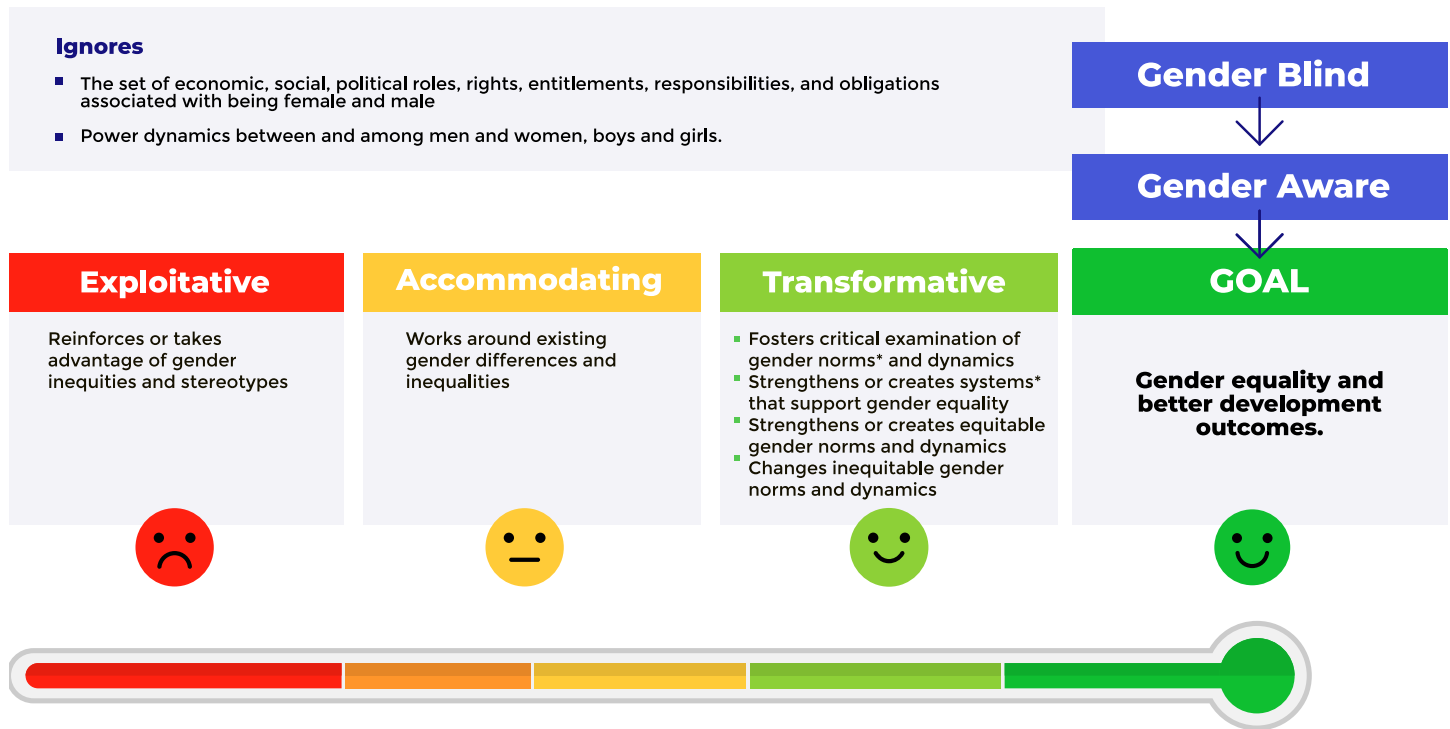 Ignores
The set of economic, social, political roles, rights, entitlements, responsibilities, and obligations
associated with being female and male
Power dynamics between and among men and women, boys and girls.
Gender Blind
Gender Aware
Exploitative
Reinforces or takes
advantage of gender
inequities and stereotypes
Accommodating
Works around existing
gender differences and
inequalities
Transformative
Fosters critical examination of
gender norms* and dynamics
Strengthens or creates systems*
that support gender equality
Strengthens or creates equitable
gender norms and dynamics
Changes inequitable gender
norms and dynamics
GOAL
Gender equality and
better development
outcomes.